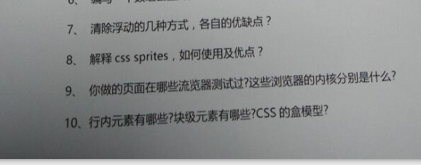 7、清除浮动的几种方式，各自的优缺点？
8、解释 css sprites，如何使用及优点？
9、你做的页面在哪些流览器测试过?这些浏览器的内核分别是什么?
10、行内元素有哪些?块级元素有哪些?CSS 的盒模型?